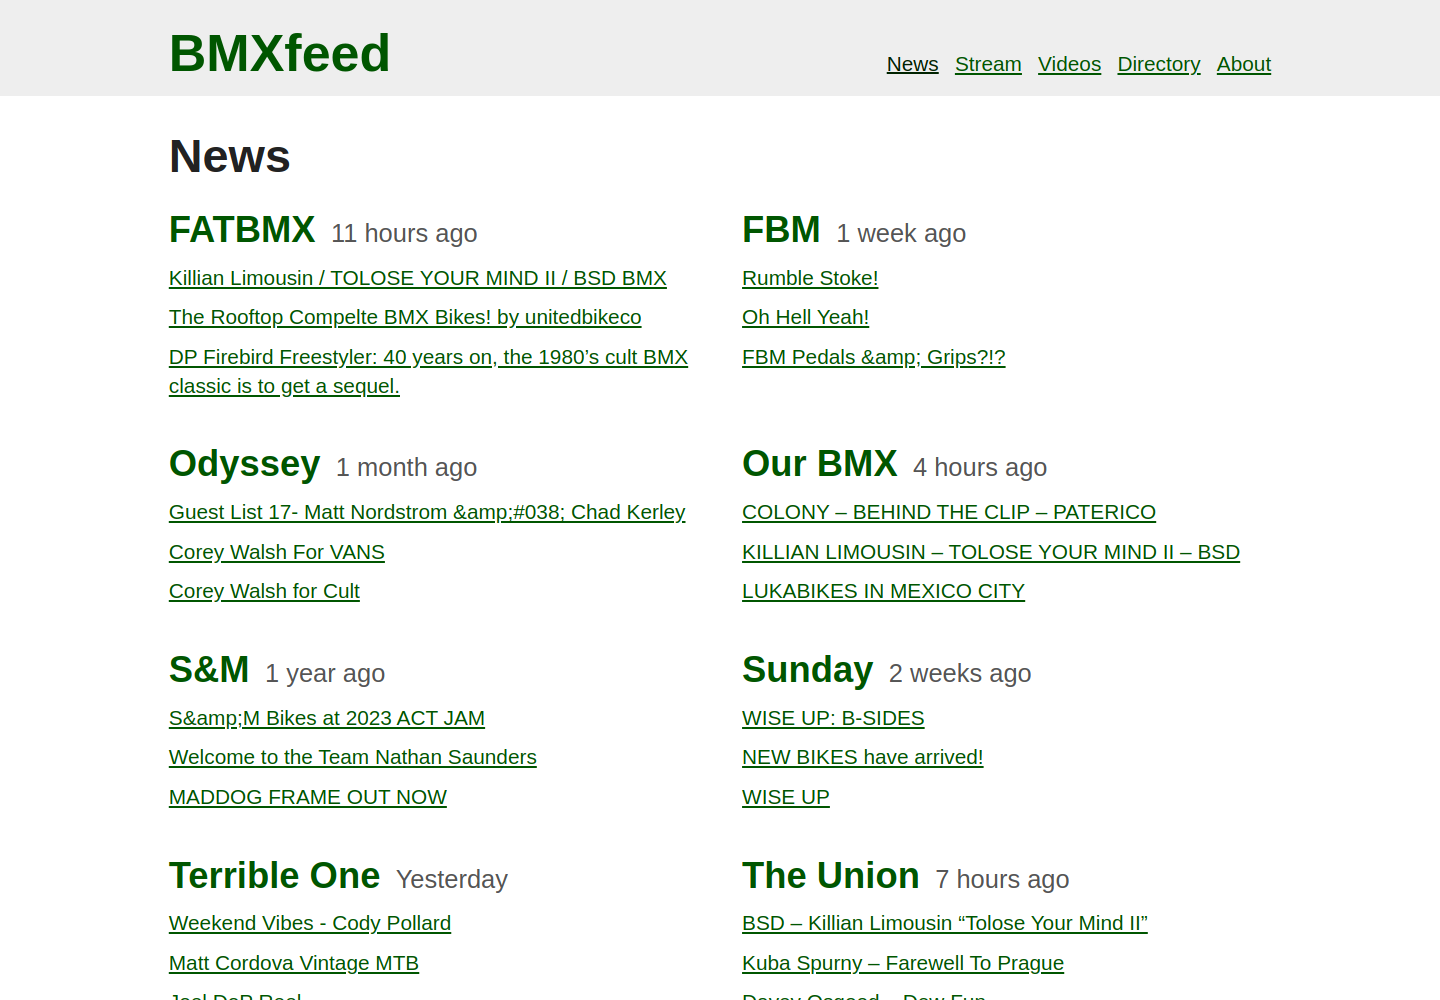 BMXfeed
News Stream Videos Directory About
News
FATBMX 11 hours ago
Killian Limousin / TOLOSE YOUR MIND II / BSD BMX
The Rooftop Compelte BMX Bikes! by unitedbikeco
DP Firebird Freestyler: 40 years on, the 1980’s cult BMX
classic is to get a sequel.
FBM 1 week ago
Rumble Stoke!
Oh Hell Yeah!
FBM Pedals &amp; Grips?!?
Odyssey 1 month ago
Guest List 17- Matt Nordstrom &amp;#038; Chad Kerley
Corey Walsh For VANS
Corey Walsh for Cult
Our BMX 4 hours ago
COLONY – BEHIND THE CLIP – PATERICO
KILLIAN LIMOUSIN – TOLOSE YOUR MIND II – BSD
LUKABIKES IN MEXICO CITY
S&M 1 year ago
S&amp;M Bikes at 2023 ACT JAM
Welcome to the Team Nathan Saunders
MADDOG FRAME OUT NOW
Sunday 2 weeks ago
WISE UP: B-SIDES
NEW BIKES have arrived!
WISE UP
Terrible One Yesterday
Weekend Vibes - Cody Pollard
Matt Cordova Vintage MTB
The Union 7 hours ago
BSD – Killian Limousin “Tolose Your Mind II”
Kuba Spurny – Farewell To Prague